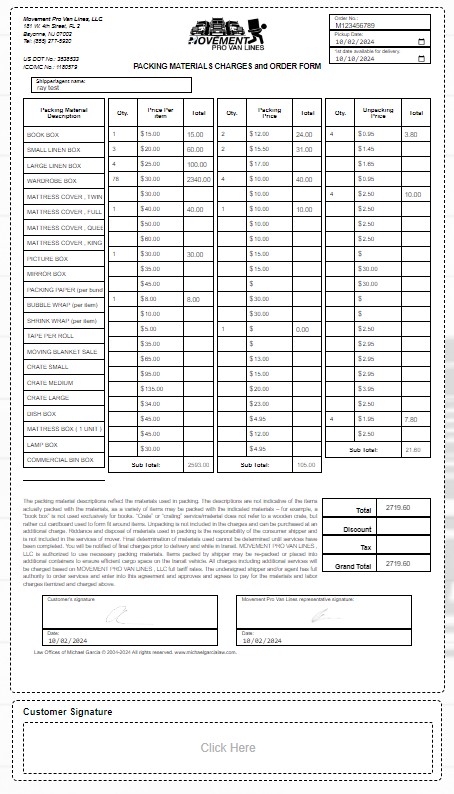 Movement Pro Van Lines, LLC
151 W. 4th Street, FL 2
Bayonne, NJ 07002
Tel: (555) 277-5920
US DOT No.: 3535533
ICC/MC No.: 1180579
MOVEMENT
PRO VAN LINES
Order No.:
M123456789
Pickup Date:
10/02/2024
1st date available for delivery.
10/10/2024
PACKING MATERIALS CHARGES and ORDER FORM
Shipper/agent name:
ray test
Packing Material Description Qty. Price Per Item Total Qty. Packing Price Total Qty. Unpacking Price Total
BOOK BOX 1 $15.00 15.00 2 $12.00 24.00 4 $0.95 3.80
SMALL LINEN BOX 3 $20.00 60.00 2 $15.50 31.00 $1.45
LARGE LINEN BOX 4 $25.00 100.00 $17.00 $1.65
WARDROBE BOX 78 $30.00 2340.00 4 $10.00 40.00 $0.95
MATTRESS COVER , TWIN $30.00 $10.00 4 $2.50 10.00
MATTRESS COVER , FULL 1 $40.00 40.00 1 $10.00 10.00 $2.50
MATTRESS COVER , QUEE $50.00 $10.00 $2.50
MATTRESS COVER , KING $60.00 $10.00 $2.50
PICTURE BOX 1 $30.00 30.00 $15.00 $
MIRROR BOX $35.00 $15.00 $30.00
PACKING PAPER (per bund $45.00 $ $30.00
BUBBLE WRAP (per item) 1 $8.00 8.00 $30.00 $
SHRINK WRAP (per item) $10.00 $30.00 $
TAPE PER ROLL $5.00 1 $ 0.00 $2.50
MOVING BLANKET SALE $35.00 $ $
CRATE SMALL $65.00 $13.00 $2.95
CRATE MEDIUM $95.00 $15.00 $2.95
CRATE LARGE $135.00 $20.00 $3.95
DISH BOX $34.00 $23.00 $2.50
MATTRESS BOX ( 1 UNIT ) $45.00 $4.95 4 $1.95 7.80
LAMP BOX $45.00 $12.00 $2.50
COMMERCIAL BIN BOX $30.00 $4.95
Sub Total: 2593.00 Sub Total: 105.00 Sub Total: 21.60
The packing material descriptions reflect the materials used in packing. The descriptions are not indicative of the items
actually packed with the materials, as a variety of items may be packed with the indicated materials – for example, a
"book box" is not used exclusively for books. "Crate" or "crating" service/material does not refer to a wooden crate, but
rather cut cardboard used to form fit around items. Unpacking is not included in the charges and can be purchased at an
additional charge. Hoistance and disposal of materials used in packing is the responsibility of the consumer shipper and
is not included in the services of mover. Final determination of materials used cannot be determined until services have
been completed. You will be notified of final charges prior to delivery and while in transit. MOVEMENT PRO VAN LINES ,
LLC is authorized to use necessary packing materials. Items packed by shipper may be re-packed or placed into
additional containers to ensure efficient cargo space on the transit vehicle. All charges including additional services will
be charged based on MOVEMENT PRO VAN LINES , LLC full tariff rates. The undersigned shipper and/or agent has full
authority to order services and enter into this agreement and approves and agrees to pay for the materials and labor
charges itemized and charged above.
Total 2719.60
Discount
Tax
Grand Total 2719.60
Customer's signature:
Date:
10/02/2024
Movement Pro Van Lines representative signature:
Date:
10/02/2024
Law Offices of Michael Garcia © 2004-2024 All rights reserved. www.michaelgarcialaw.com.
Customer Signature
Click Here